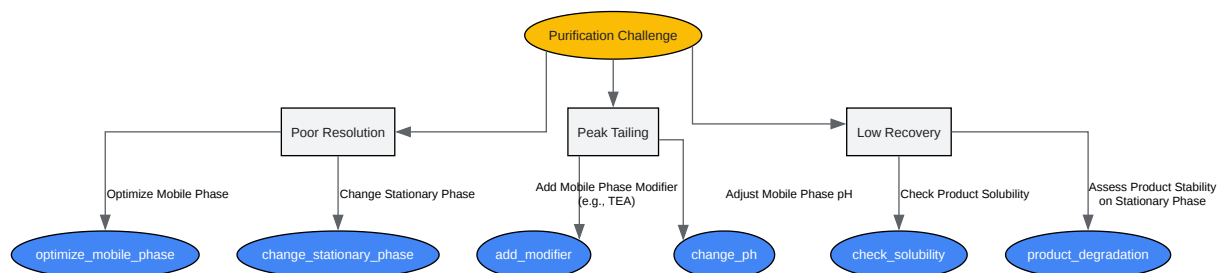 Purification Challenge
Poor Resolution
Peak Tailing
Low Recovery
Optimize Mobile Phase
Change Stationary Phase
Add Mobile Phase Modifier
(e.g., TEA)
Adjust Mobile Phase pH
Check Product Solubility
Assess Product Stability
on Stationary Phase
optimize_mobile_phase
change_stationary_phase
add_modifier
change_ph
check_solubility
product_degradation